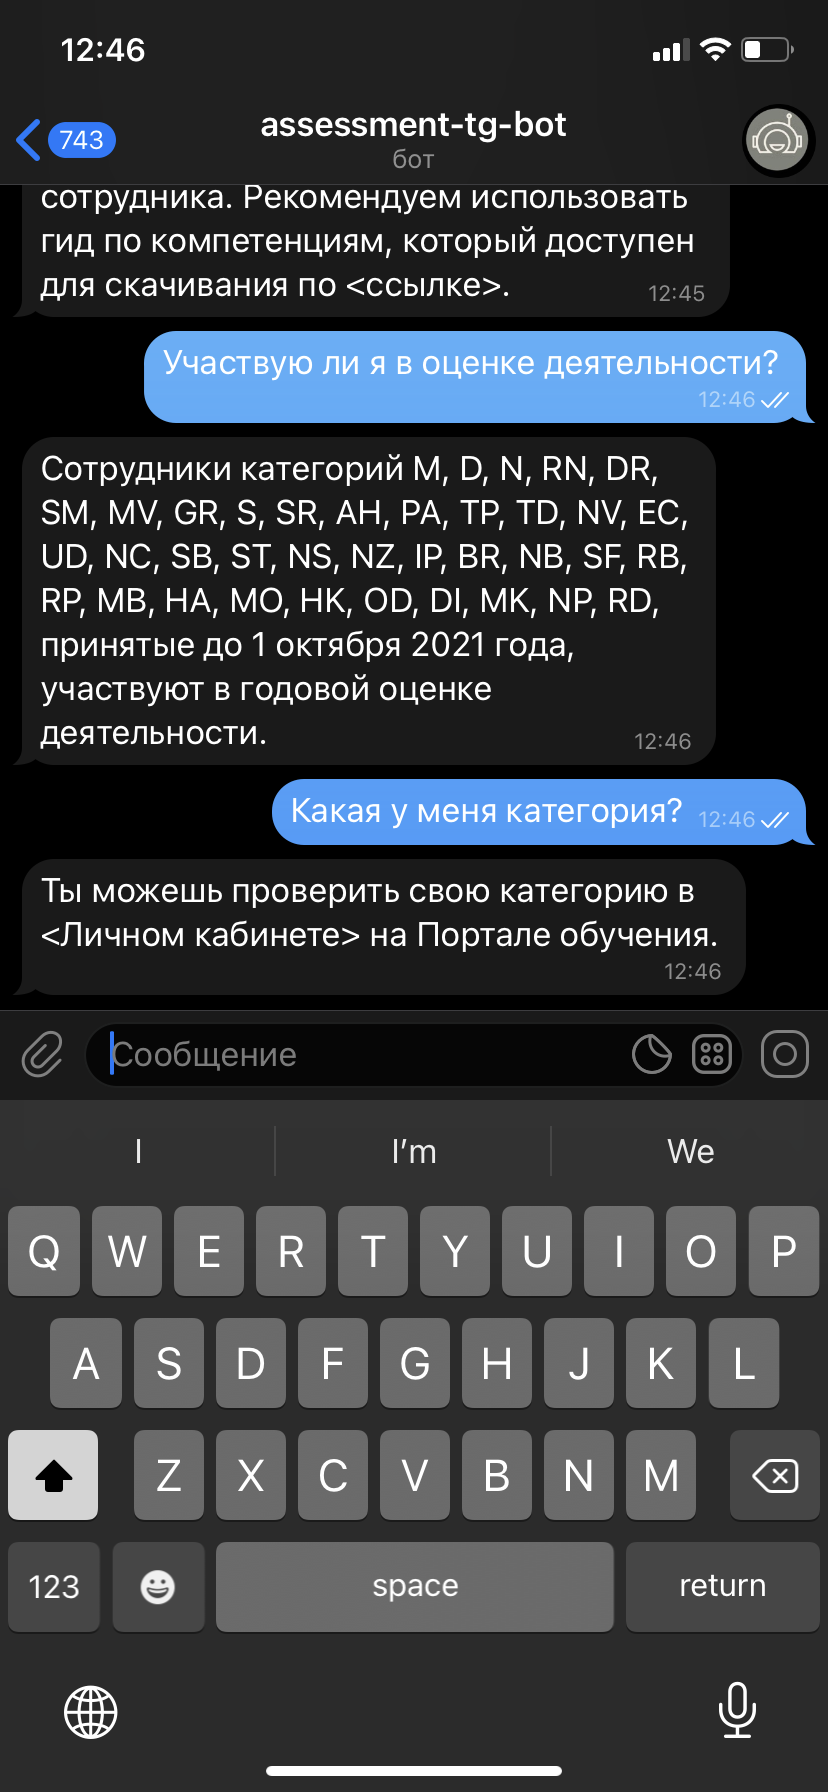 12:46
743
assessment-tg-bot
бот
сотрудника. Рекомендуем использовать
гид по компетенциям, который доступен
для скачивания по <ссылке>.
12:45
Участвую ли я в оценке деятельности?
12:46
Сотрудники категорий M, D, N, RN, DR,
SM, MV, GR, S, SR, AH, PA, TP, TD, NV, EC,
UD, NC, SB, ST, NS, NZ, IP, BR, NB, SF, RB,
RP, MB, HA, MO, HK, OD, DI, MK, NP, RD,
принятые до 1 октября 2021 года,
участвуют в годовой оценке
деятельности.
12:46
Какая у меня категория? 12:46
Ты можешь проверить свою категорию в
<Личном кабинете> на Портале обучения.
12:46
Сообщение
I I'm We
Q W E R T Y U I O P
A S D F G H J K L
Z X C V B N M
123 space return